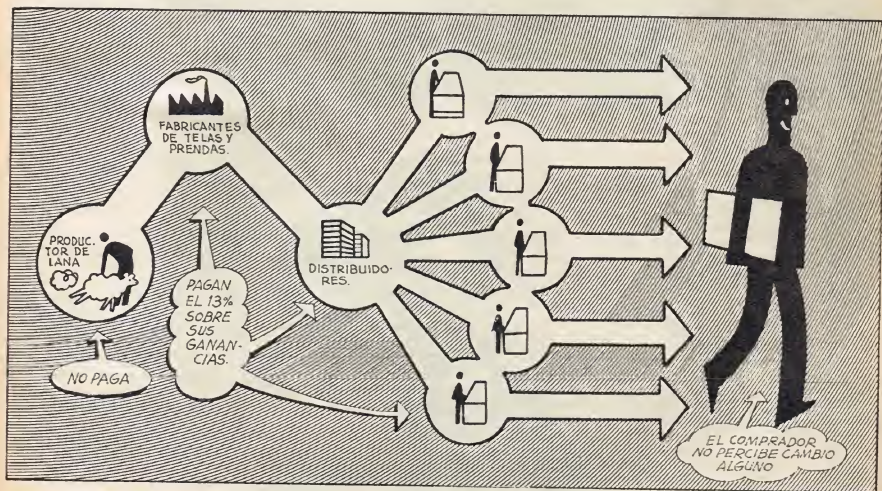 FABRICANTES
DE TELAS Y
PRENDAS.
PRODUC-
TOR DE
LANA
DISTRIBUIDO-
RES.
PAGAN
EL 13%
SOBRE
SUS
GANAN-
CIAS.
NO PAGA
EL COMPRADOR
NO PERCIBE CAMBIO
ALGUNO